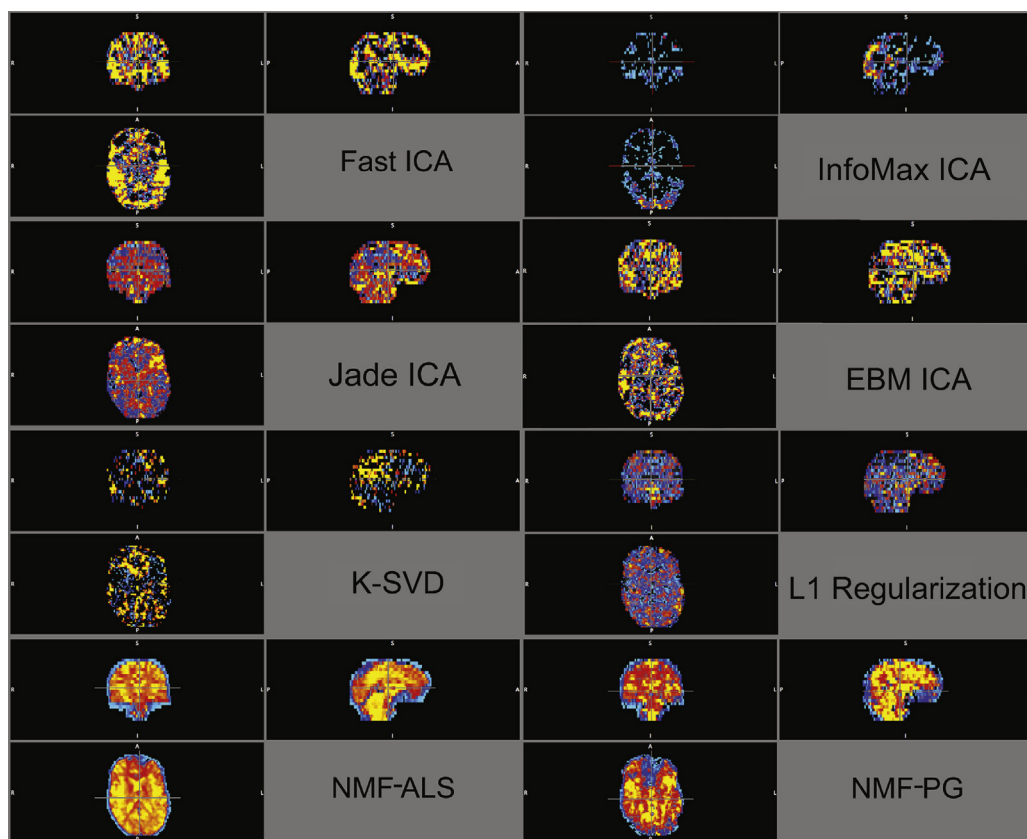 S S S S
R P A L P
I I
A A
R L R L
Fast ICA
InfoMax ICA
P P
S S S S
R L A R L P
I I
A A
R L R L
Jade ICA
EBM ICA
P P
S S S S
R L P A R L P
I I
A A
R L R L
K-SVD
L1 Regularization
P P
S S S S
R L P A R L P
I I
A A
R L R L
NMF-ALS
NMF-PG